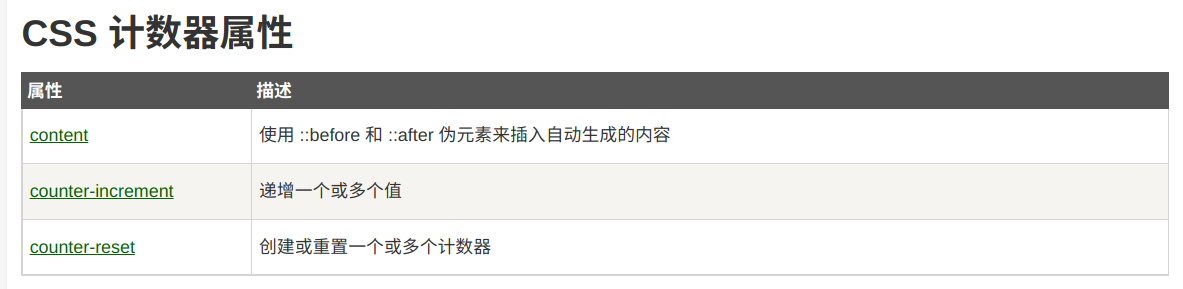 CSS 计数器属性
属性 描述
content 使用 ::before 和 ::after 伪元素来插入自动生成的内容
counter-increment 递增一个或多个值
counter-reset 创建或重置一个或多个计数器